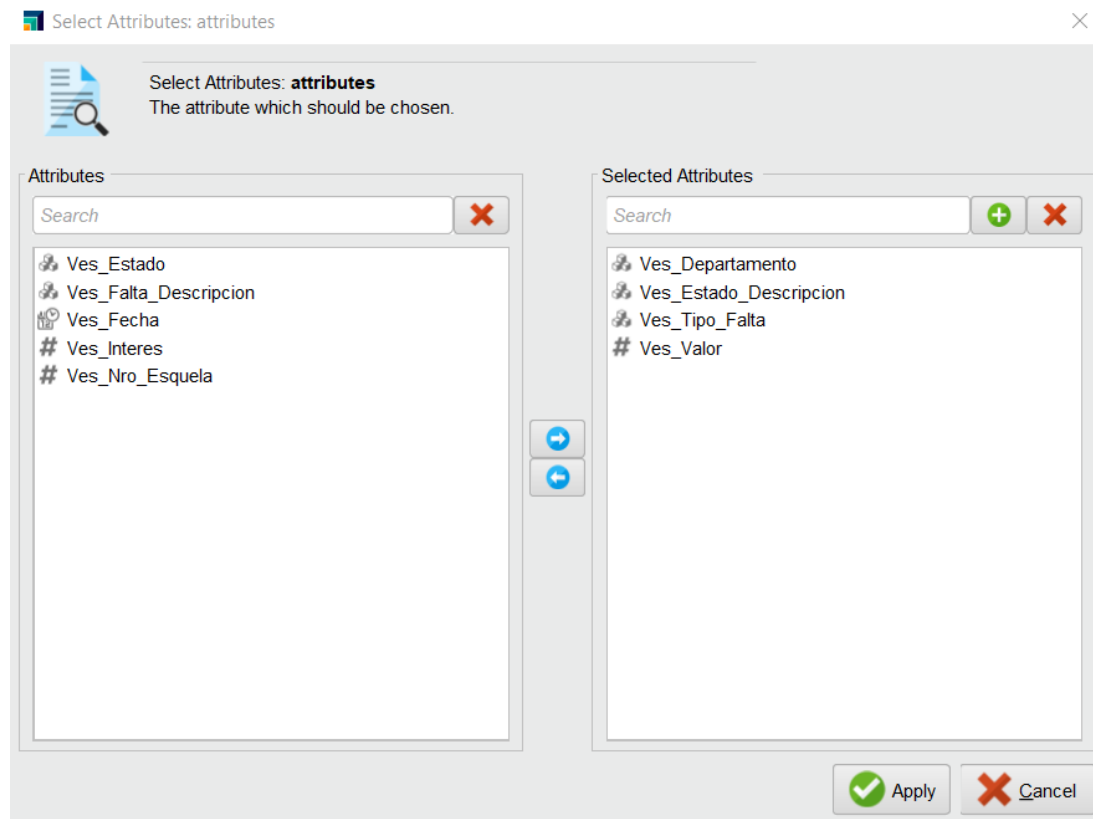 Select Attributes: attributes
Select Attributes: attributes
The attribute which should be chosen.
Attributes
Search
Ves_Estado
Ves_Falta_Descripcion
Ves_Fecha
Ves_Interes
Ves_Nro_Esquela
Selected Attributes
Search
Ves_Departamento
Ves_Estado_Descripcion
Ves_Tipo_Falta
Ves_Valor
Apply
Cancel